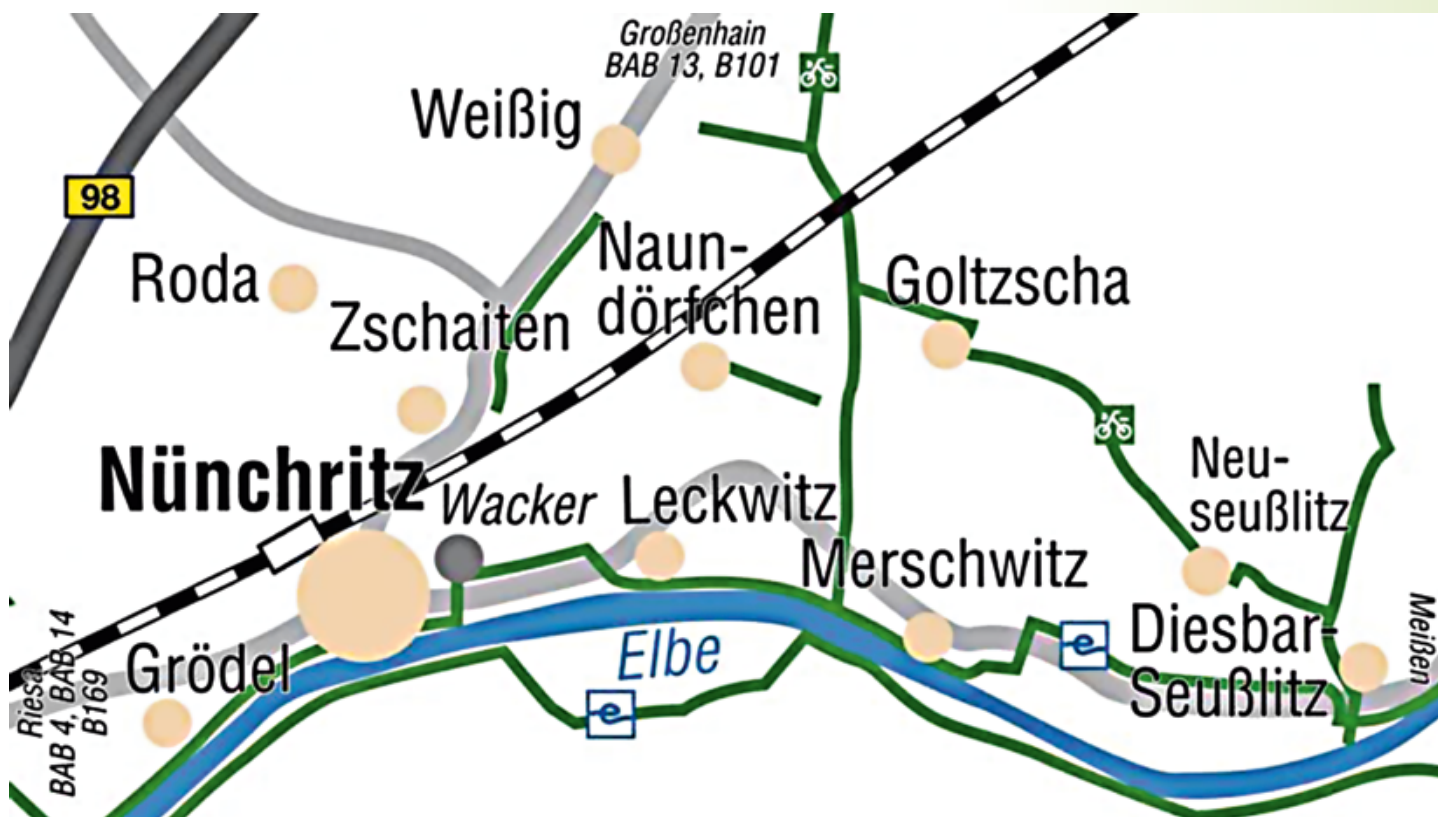 Großenhain
BAB 13, B101
Weißig
98
Naun-
dörfchen
Roda
Goltzscha
Zschaiten
Nünchritz
Wacker
Leckwitz
Neu-
seußlitz
Merschwitz
Riesa
BAB 4, BAB 14
B169
Grödel
Elbe
e
e
Diesbar-
Seußlitz
Meißen